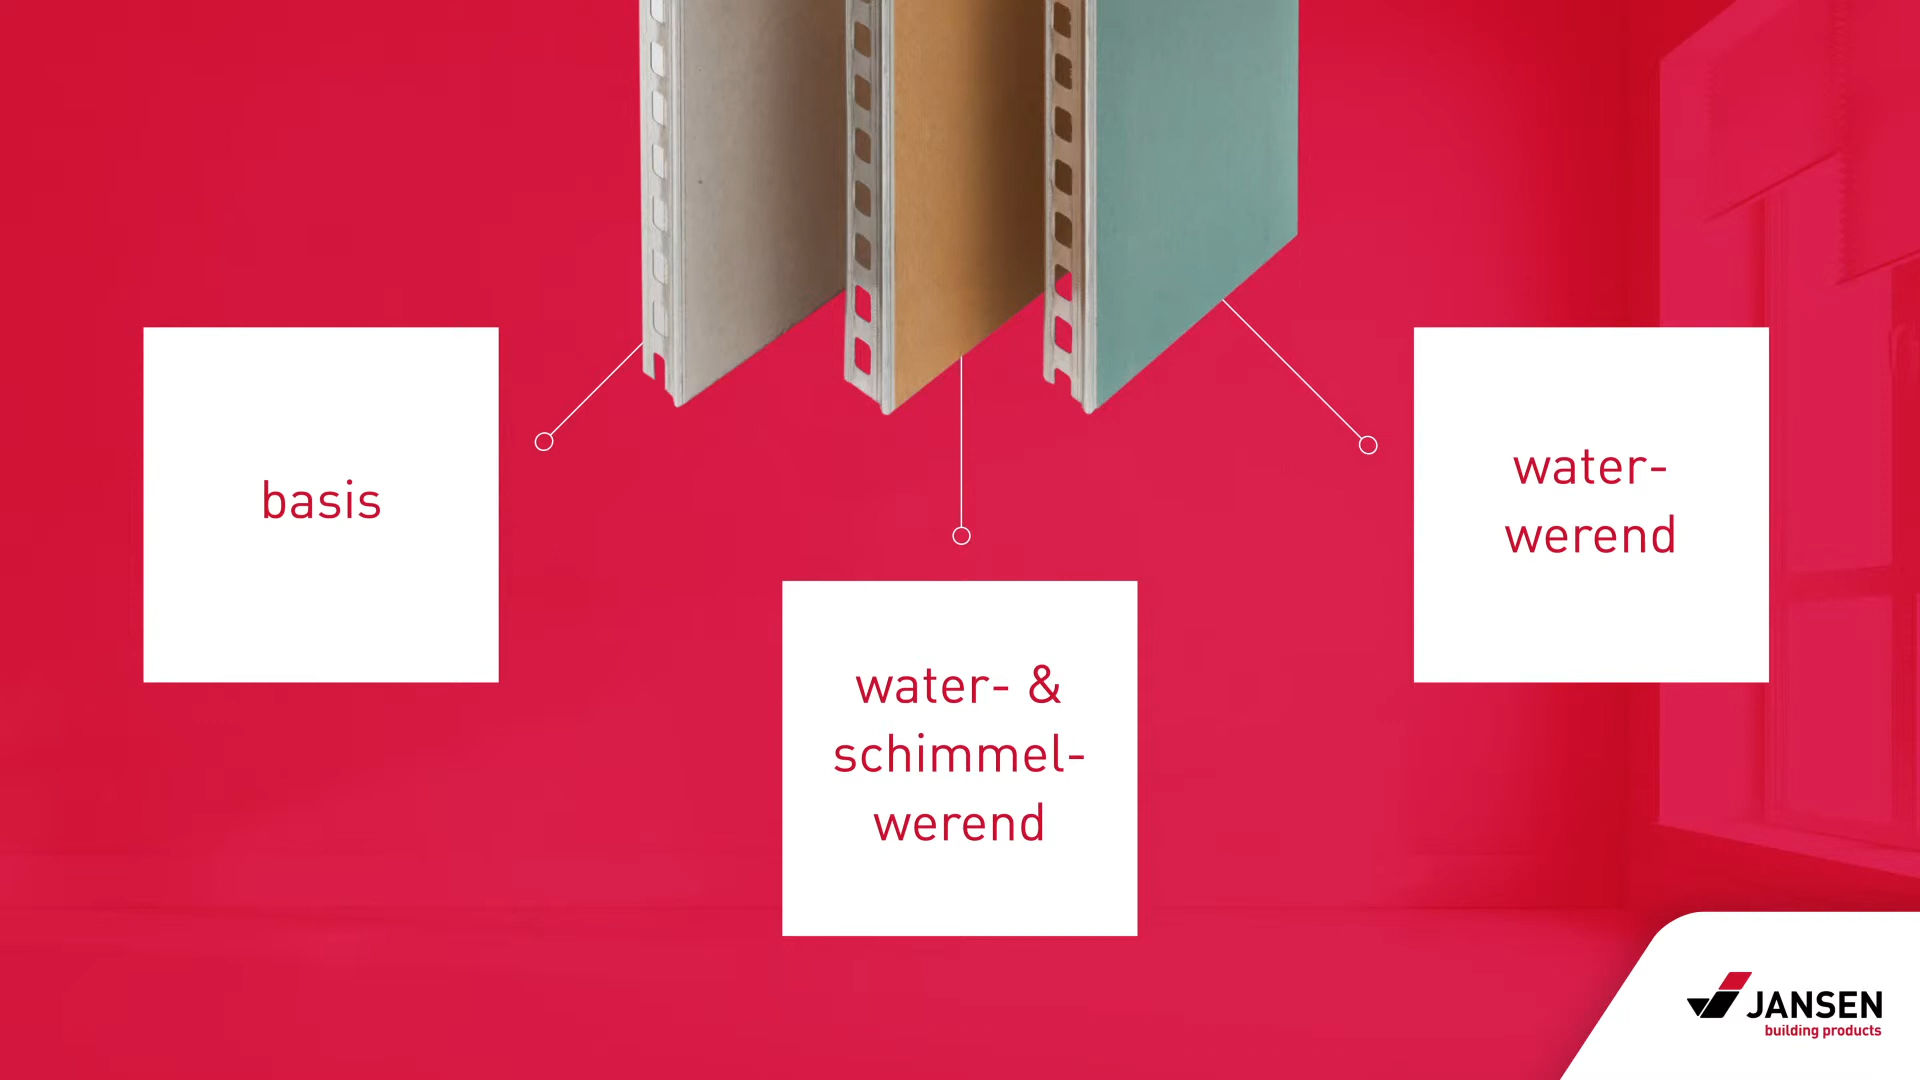 basis
water- &
schimmel-
werend
water-
werend
JANSEN
building products